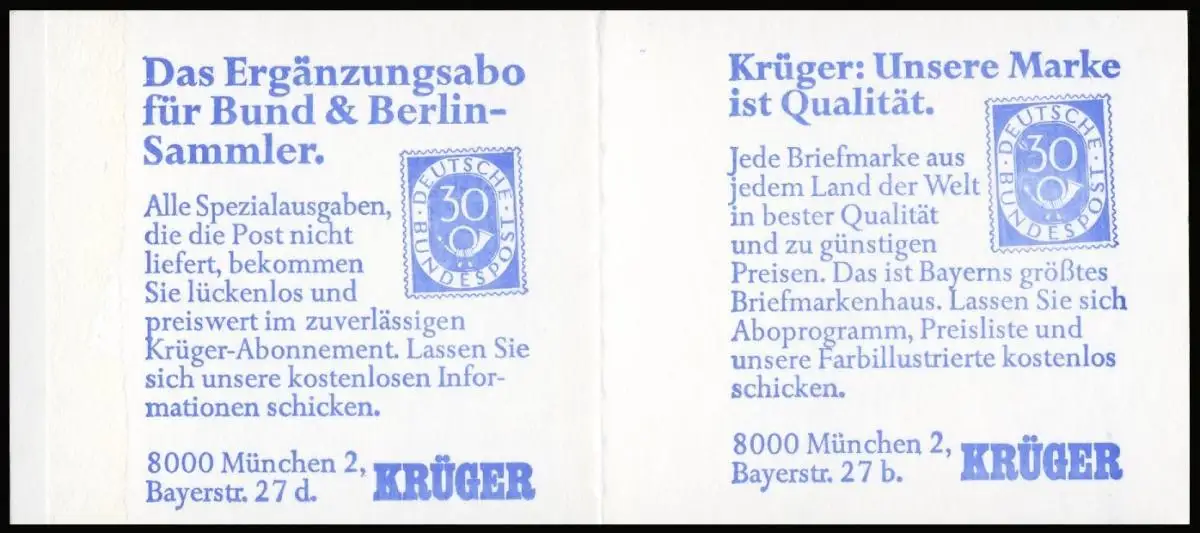 Das Ergänzungsabo
für Bund & Berlin-
Sammler.
Alle Spezialausgaben,
die die Post nicht
liefert, bekommen
Sie lückenlos und
preiswert im zuverlässigen
Krüger-Abonnement. Lassen Sie
sich unsere kostenlosen Infor-
mationen schicken.
DEUTSCHE
30
BUNDESPOST
8000 München 2,
Bayerstr. 27 d.
KRÜGER
Krüger: Unsere Marke
ist Qualität.
Jede Briefmarke aus
jedem Land der Welt
in bester Qualität
und zu günstigen
Preisen. Das ist Bayerns größtes
Briefmarkenhaus. Lassen Sie sich
Aboprogramm, Preisliste und
unsere Farbillustrierte kostenlos
schicken.
DEUTSCHE
30
BUNDESPOST
8000 München 2,
Bayerstr. 27 b.
KRÜGER